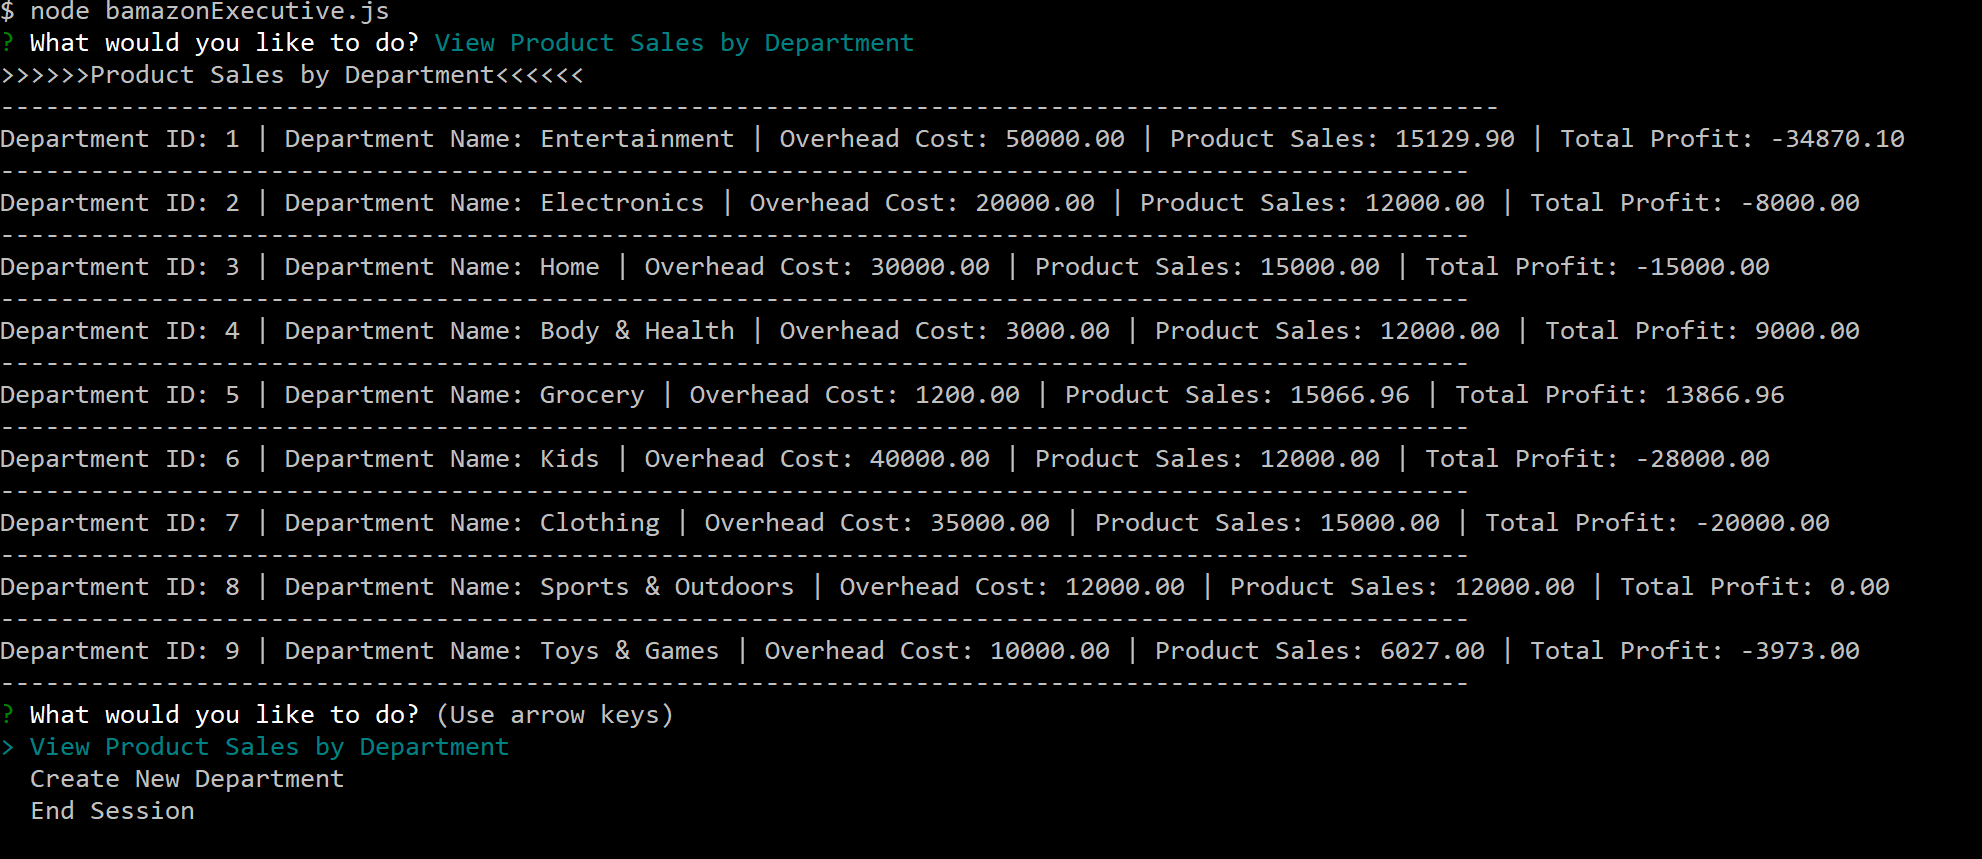 $ node bamazonExecutive.js
? What would you like to do? View Product Sales by Department
>>>>>>Product Sales by Department<<<<<<
----------------------------------------------------------------------------------------------------
Department ID: 1 | Department Name: Entertainment | Overhead Cost: 50000.00 | Product Sales: 15129.90 | Total Profit: -34870.10
--------------------------------------------------------------------------------------------------
Department ID: 2 | Department Name: Electronics | Overhead Cost: 20000.00 | Product Sales: 12000.00 | Total Profit: -8000.00
--------------------------------------------------------------------------------------------------
Department ID: 3 | Department Name: Home | Overhead Cost: 30000.00 | Product Sales: 15000.00 | Total Profit: -15000.00
--------------------------------------------------------------------------------------------------
Department ID: 4 | Department Name: Body & Health | Overhead Cost: 3000.00 | Product Sales: 12000.00 | Total Profit: 9000.00
--------------------------------------------------------------------------------------------------
Department ID: 5 | Department Name: Grocery | Overhead Cost: 1200.00 | Product Sales: 15066.96 | Total Profit: 13866.96
--------------------------------------------------------------------------------------------------
Department ID: 6 | Department Name: Kids | Overhead Cost: 40000.00 | Product Sales: 12000.00 | Total Profit: -28000.00
--------------------------------------------------------------------------------------------------
Department ID: 7 | Department Name: Clothing | Overhead Cost: 35000.00 | Product Sales: 15000.00 | Total Profit: -20000.00
--------------------------------------------------------------------------------------------------
Department ID: 8 | Department Name: Sports & Outdoors | Overhead Cost: 12000.00 | Product Sales: 12000.00 | Total Profit: 0.00
--------------------------------------------------------------------------------------------------
Department ID: 9 | Department Name: Toys & Games | Overhead Cost: 10000.00 | Product Sales: 6027.00 | Total Profit: -3973.00
--------------------------------------------------------------------------------------------------
? What would you like to do? (Use arrow keys)
> View Product Sales by Department
  Create New Department
  End Session